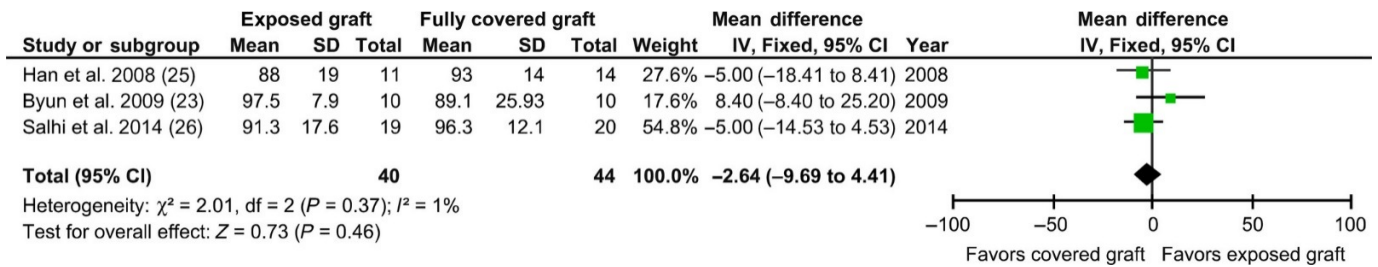 Exposed graft Fully covered graft Mean difference Mean difference
Study or subgroup Mean SD Total Mean SD Total Weight IV, Fixed, 95% CI Year IV, Fixed, 95% CI
Han et al. 2008 (25) 88 19 11 93 14 14 27.6% −5.00 (−18.41 to 8.41) 2008
Byun et al. 2009 (23) 97.5 7.9 10 89.1 25.93 10 17.6% 8.40 (−8.40 to 25.20) 2009
Salhi et al. 2014 (26) 91.3 17.6 19 96.3 12.1 20 54.8% −5.00 (−14.53 to 4.53) 2014
Total (95% CI) 40 44 100.0% −2.64 (−9.69 to 4.41)
Heterogeneity: χ² = 2.01, df = 2 (P = 0.37); I² = 1%
Test for overall effect: Z = 0.73 (P = 0.46)
−100 −50 0 50 100
Favors covered graft Favors exposed graft